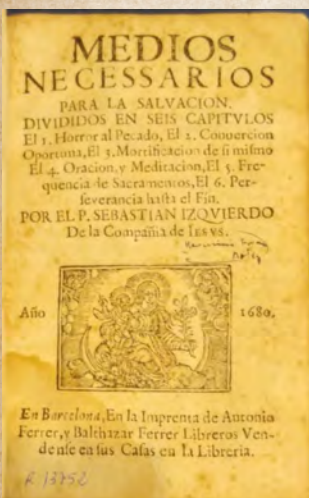 MEDIOS
NECESSARIOS
PARA LA SALVACION.
DIVIDIDOS EN SEIS CAPITVLOS
El 1. Horror al Pecado, El 2. Convercion
Oportuna, El 3. Mortificacion de si mismo
El 4. Oracion, y Meditacion, El 5. Fre-
quencia de Sacramentos, El 6. Per-
severancia hasta el Fin.
POR EL P. SEBASTIAN IZQVIERDO
De la Compañia de IESVS.
Año 1680.
En Barcelona, En la Imprenta de Antonio
Ferrer, y Balthazar Ferrer Libreros Ven-
dense en sus Casas en la Libreria.
R 13752